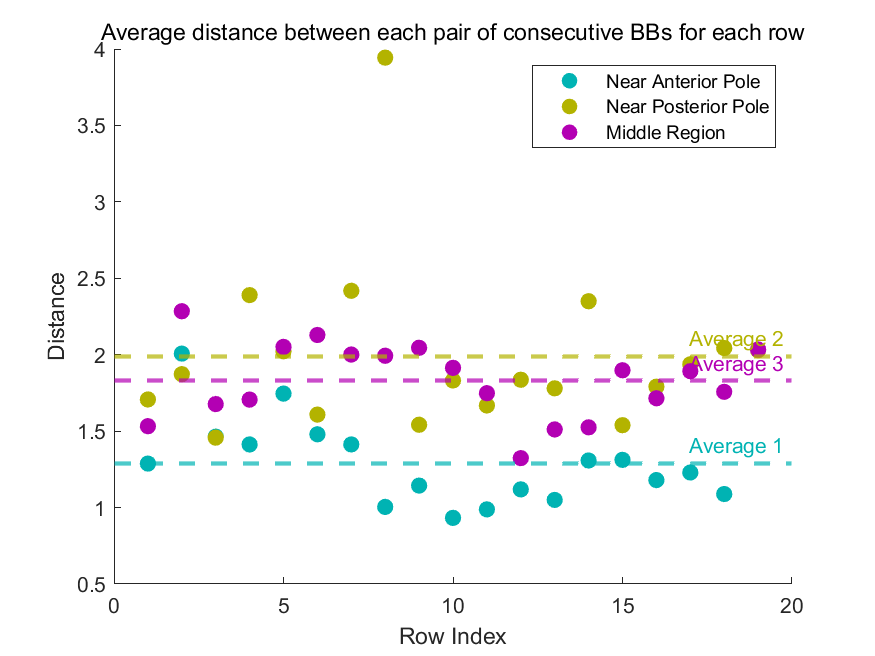 Average distance between each pair of consecutive BBs for each row
4
3.5
3
2.5
2
1.5
1
0.5
Distance
Near Anterior Pole
Near Posterior Pole
Middle Region
Average 2
Average 3
Average 1
0
5
10
15
20
Row Index